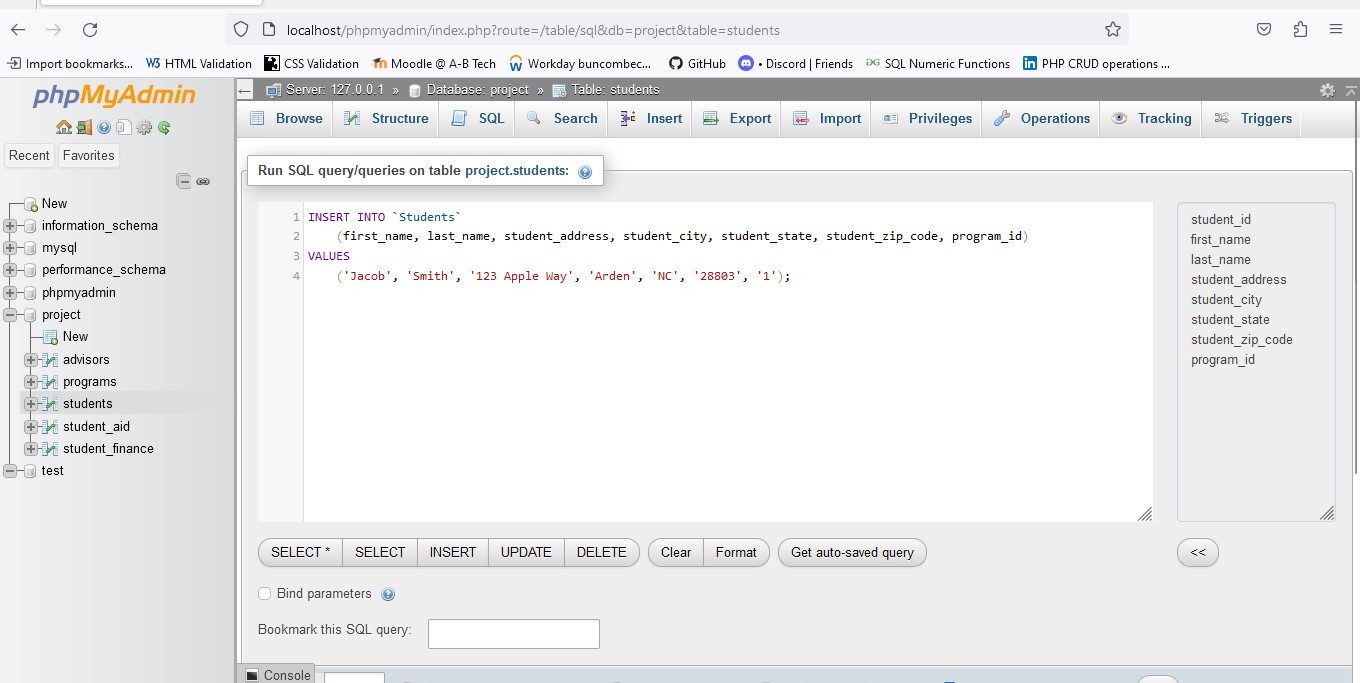 localhost/phpmyadmin/index.php?route=/table/sql&db=project&table=students
Import bookmarks... W3 HTML Validation CSS Validation Moodle @ A-B Tech Workday buncombec... GitHub • Discord | Friends SQL Numeric Functions PHP CRUD operations ...
phpMyAdmin
Recent Favorites
New
information_schema
mysql
performance_schema
phpmyadmin
project
New
advisors
programs
students
student_aid
student_finance
test
Server: 127.0.0.1 » Database: project » Table: students
Browse Structure SQL Search Insert Export Import Privileges Operations Tracking Triggers
Run SQL query/queries on table project.students:
1 INSERT INTO `Students`
2 (first_name, last_name, student_address, student_city, student_state, student_zip_code, program_id)
3 VALUES
4 ('Jacob', 'Smith', '123 Apple Way', 'Arden', 'NC', '28803', '1');
student_id
first_name
last_name
student_address
student_city
student_state
student_zip_code
program_id
SELECT * SELECT INSERT UPDATE DELETE Clear Format Get auto-saved query <<
Bind parameters
Bookmark this SQL query:
Console